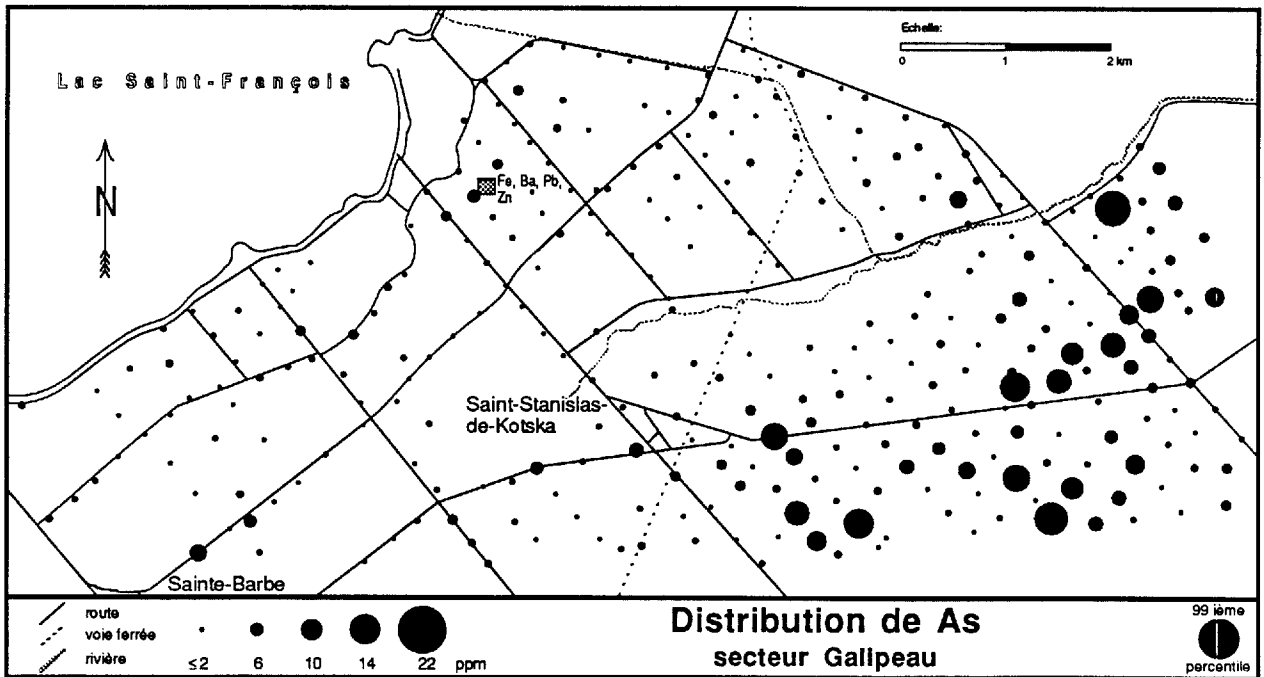 Echelle:
0 1 2 km
Lac Saint-François
N
Fe, Ba, Pb,
Zn
Saint-Stanislas-
de-Kotska
Sainte-Barbe
route
voie ferrée
rivière
≤2 6 10 14 22 ppm
Distribution de As
secteur Galipeau
99 ième
percentile